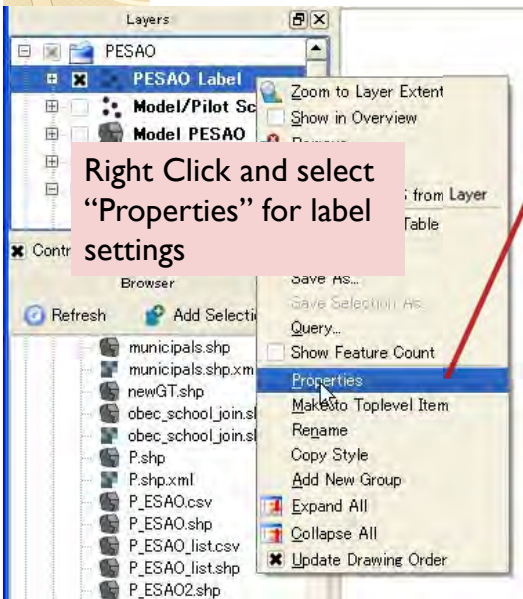 Layers
PESAO
PESAO Label
Model/Pilot Sc
Model PESAO
Zoom to Layer Extent
Show in Overview
Right Click and select
"Properties" for label
settings
from Layer
Table
Contr
Browser
Save As...
Save Selection As
Refresh
Add Selecti
Query...
Show Feature Count
Properties
Make to Toplevel Item
Rename
Copy Style
Add New Group
Expand All
Collapse All
Update Drawing Order
municipals.shp
municipals.shp.xm
newGT.shp
obec_school_join.sl
obec_school_join.sl
P.shp
P.shp.xml
P_ESAO.csv
P_ESAO.shp
P_ESAO_list.csv
P_ESAO_list.shp
P_ESAO2.shp